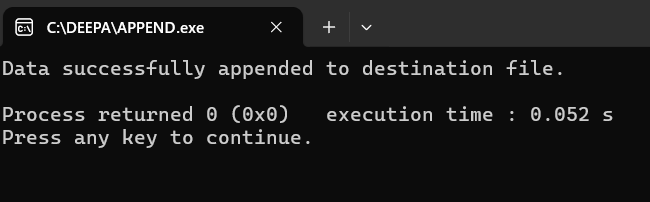 C:\DEEPA\APPEND.exe
Data successfully appended to destination file.
Process returned 0 (0x0)   execution time : 0.052 s
Press any key to continue.